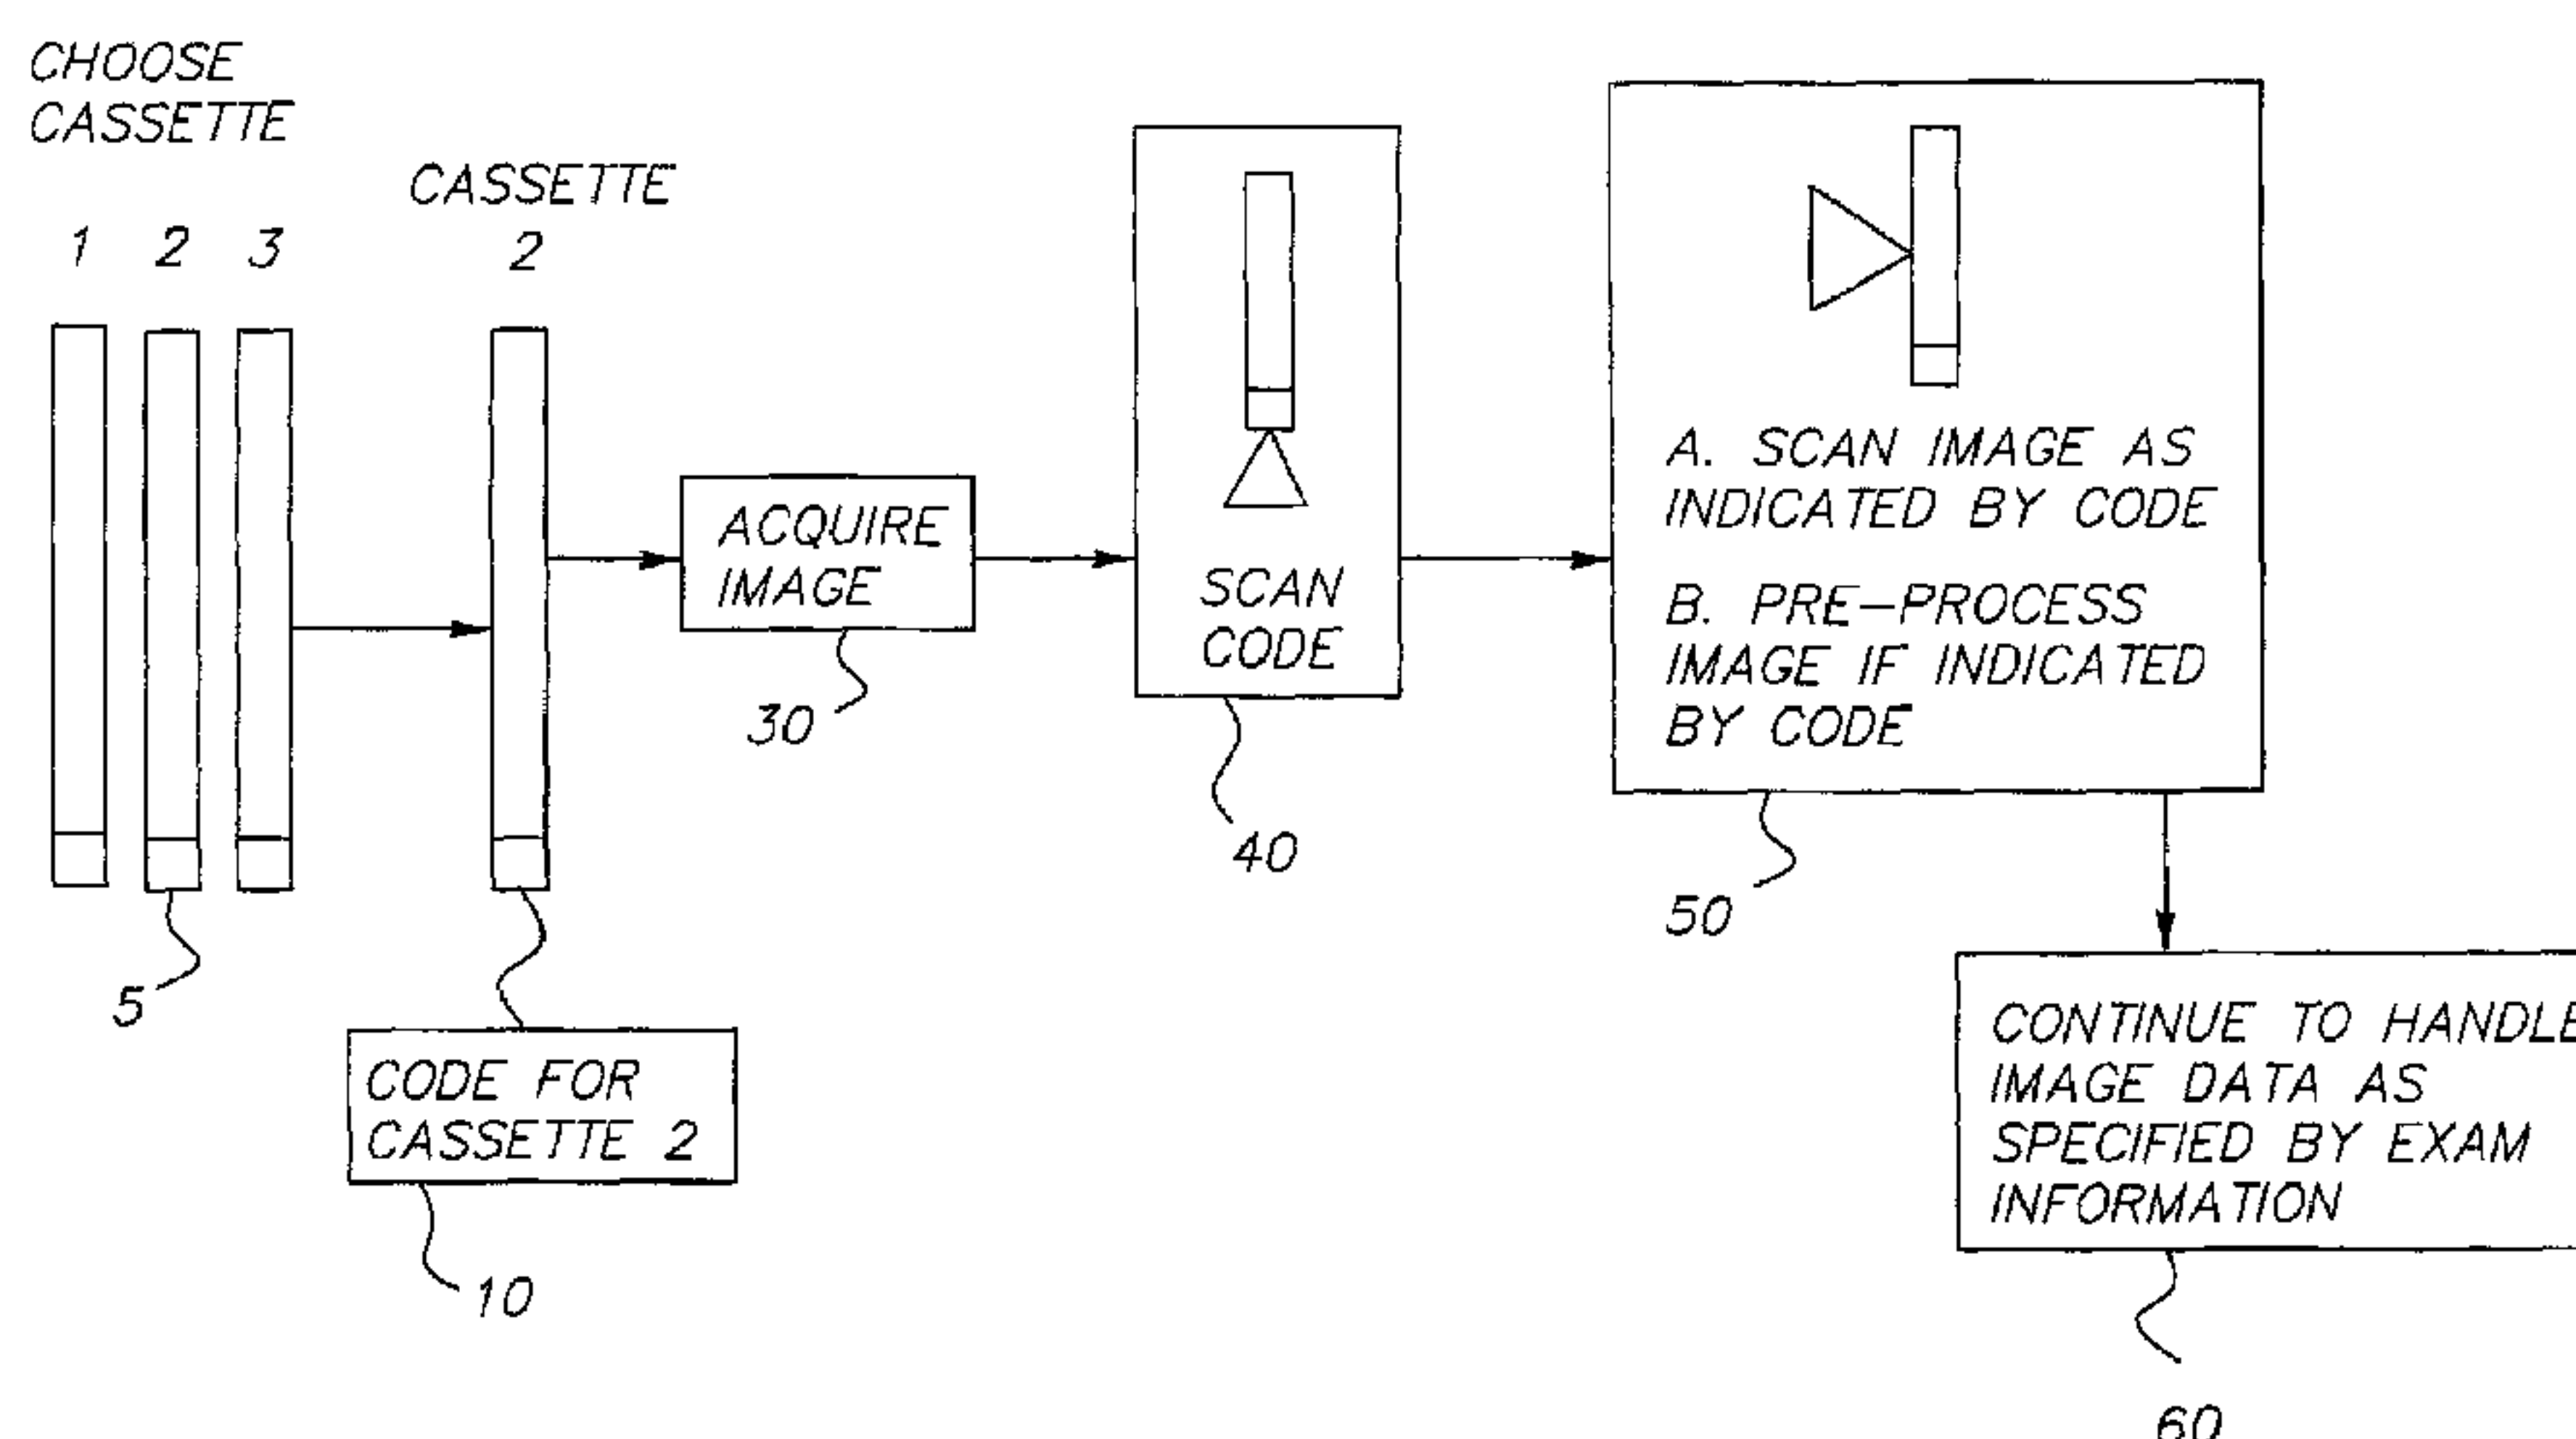 CHOOSE
CASSETTE
1 2 3
CASSETTE
2
5
CODE FOR
CASSETTE 2
10
ACQUIRE
IMAGE
30
SCAN
CODE
40
A. SCAN IMAGE AS
INDICATED BY CODE
B. PRE-PROCESS
IMAGE IF INDICATED
BY CODE
50
CONTINUE TO HANDLE
IMAGE DATA AS
SPECIFIED BY EXAM
INFORMATION
60